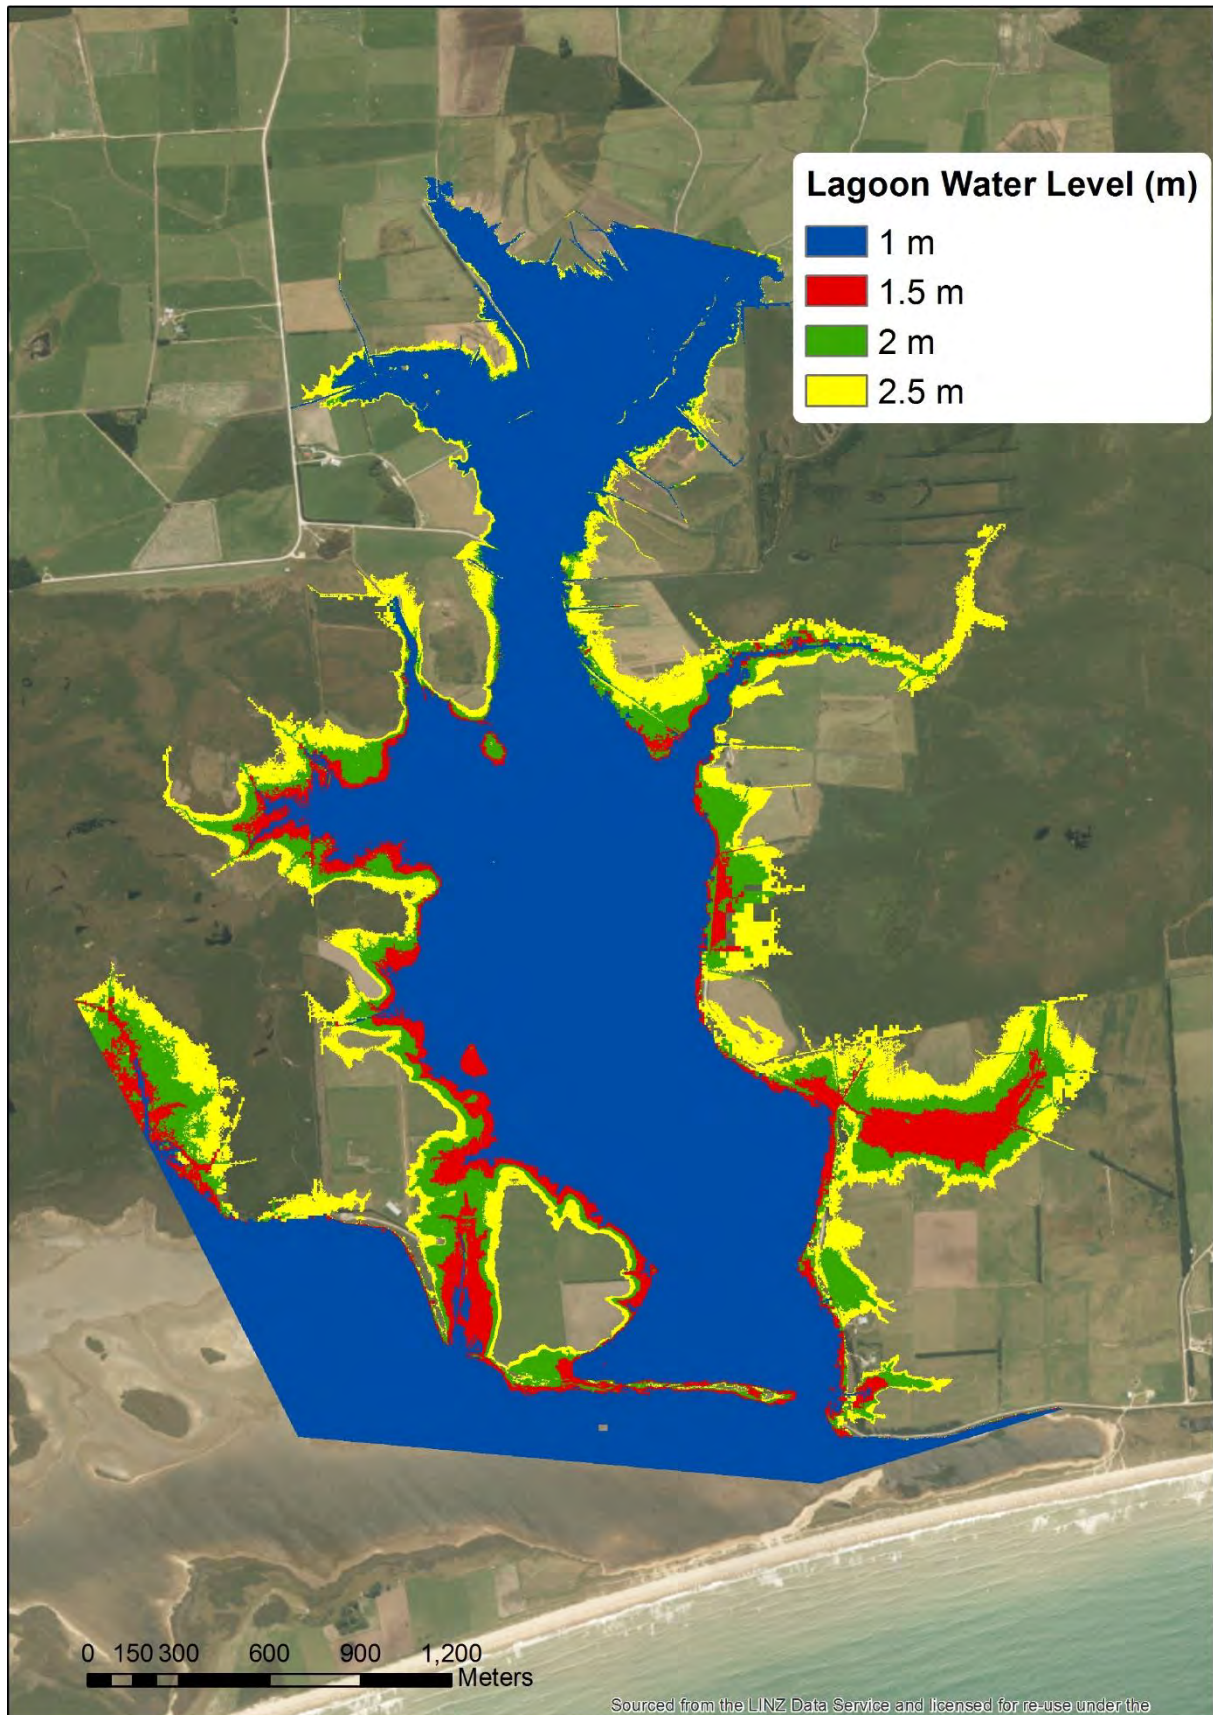 Lagoon Water Level (m)
1 m
1.5 m
2 m
2.5 m
0 150 300 600 900 1,200
Meters
Sourced from the LINZ Data Service and licensed for re-use under the